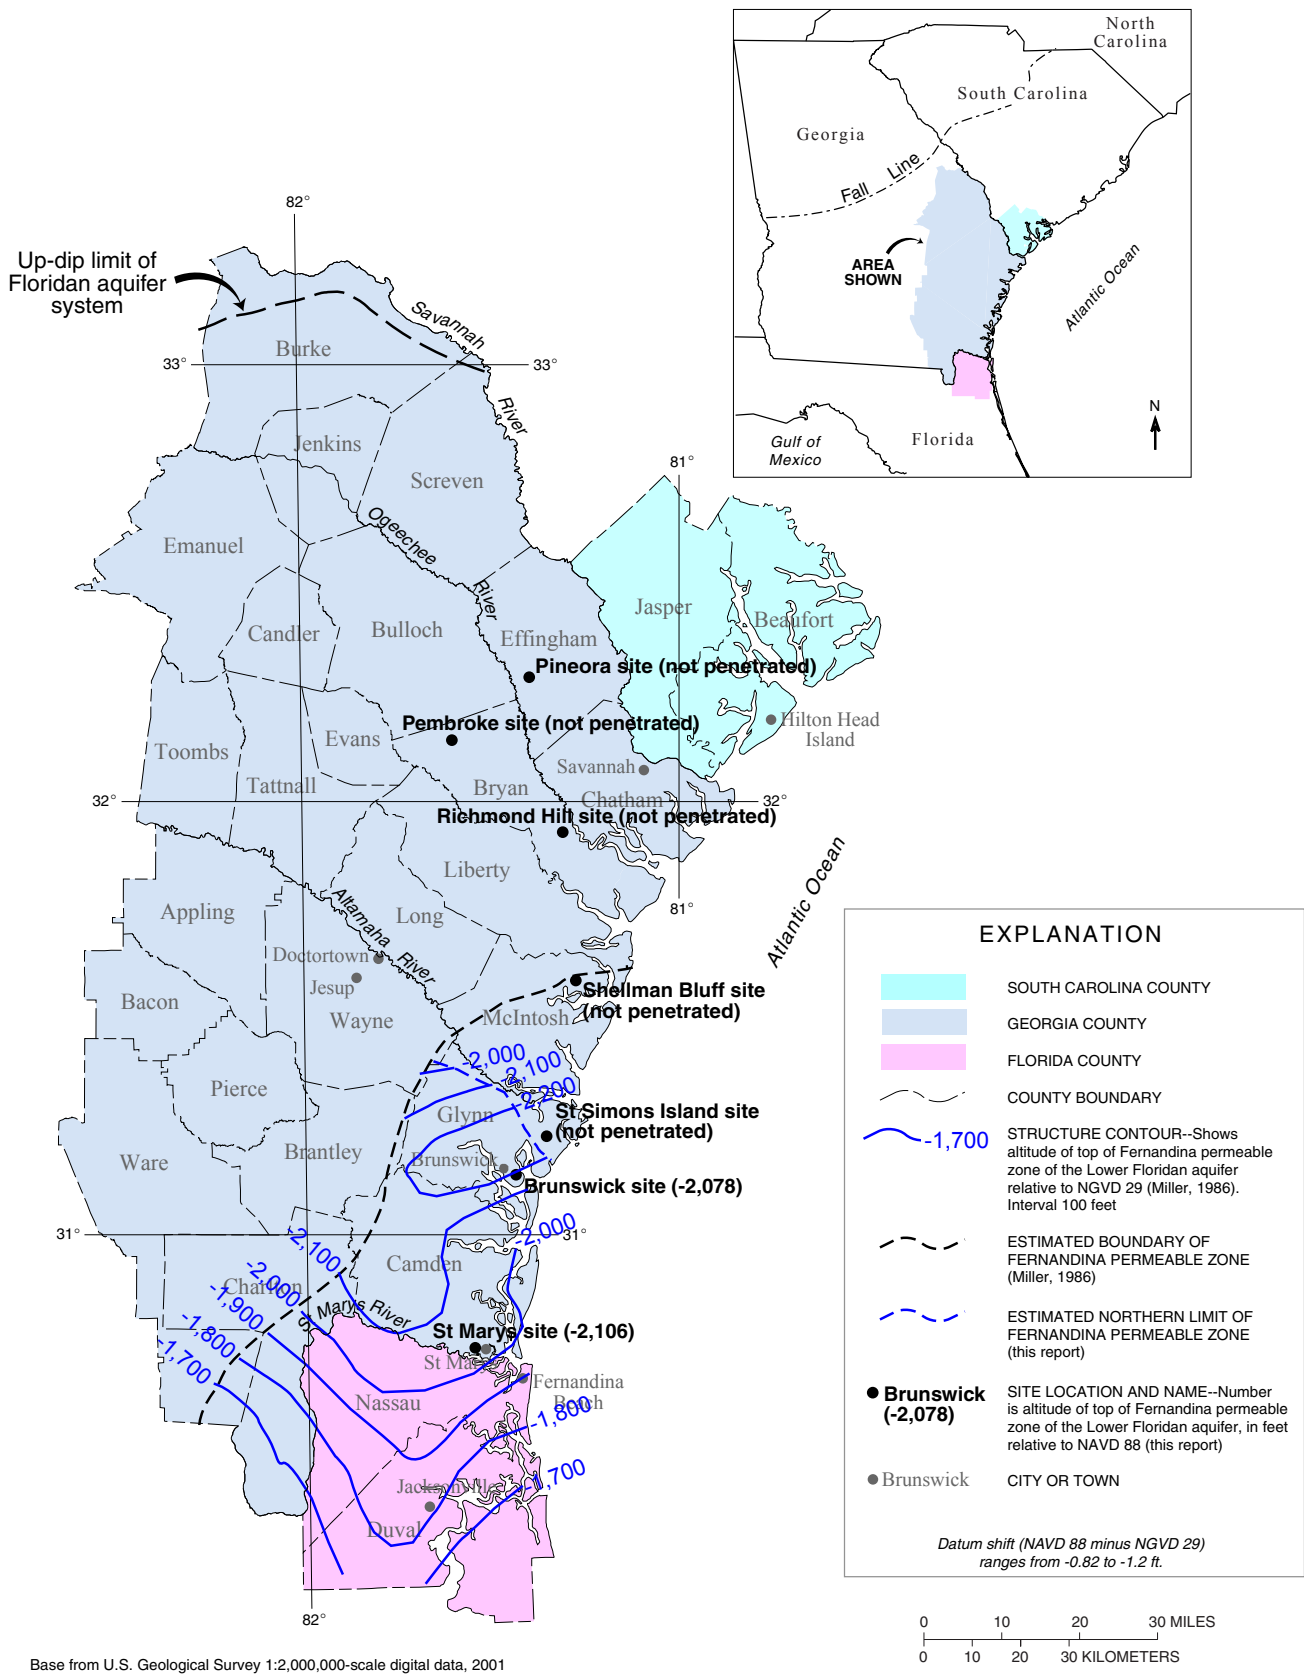 North
Carolina
South Carolina
Georgia
Fall Line
AREA
SHOWN
Atlantic Ocean
N
Florida
Gulf of
Mexico
82°
Up-dip limit of
Floridan aquifer
system
Savannah
River
Burke
33°
33°
Jenkins
Screven
81°
Ogeechee
River
Emanuel
Jasper
Beaufort
Candler
Bulloch
Effingham
Pineora site (not penetrated)
Pembroke site (not penetrated)
Hilton Head
Island
Toombs
Evans
Savannah
Tattnall
Bryan
Chatham
32°
32°
Richmond Hill site (not penetrated)
Liberty
Atlantic Ocean
Appling
Altamaha
River
Long
81°
Doctortown
Jesup
Bacon
Wayne
Shellman Bluff site
(not penetrated)
McIntosh
-2,000
-2,100
-2,200
Pierce
Glynn
St Simons Island site
(not penetrated)
Ware
Brantley
Brunswick
Brunswick site (-2,078)
31°
31°
-2,000
-2,100
Camden
Charlton
-2,000
-1,900
-1,800
-1,700
St Marys River
St Marys site (-2,106)
St Marys
Fernandina
Beach
Nassau
-1,800
-1,700
Jacksonville
Duval
82°
EXPLANATION
SOUTH CAROLINA COUNTY
GEORGIA COUNTY
FLORIDA COUNTY
COUNTY BOUNDARY
-1,700
STRUCTURE CONTOUR--Shows
altitude of top of Fernandina permeable
zone of the Lower Floridan aquifer
relative to NGVD 29 (Miller, 1986).
Interval 100 feet
ESTIMATED BOUNDARY OF
FERNANDINA PERMEABLE ZONE
(Miller, 1986)
ESTIMATED NORTHERN LIMIT OF
FERNANDINA PERMEABLE ZONE
(this report)
Brunswick
(-2,078)
SITE LOCATION AND NAME--Number
is altitude of top of Fernandina permeable
zone of the Lower Floridan aquifer, in feet
relative to NAVD 88 (this report)
Brunswick
CITY OR TOWN
Datum shift (NAVD 88 minus NGVD 29)
ranges from -0.82 to -1.2 ft.
0 10 20 30 MILES
0 10 20 30 KILOMETERS
Base from U.S. Geological Survey 1:2,000,000-scale digital data, 2001